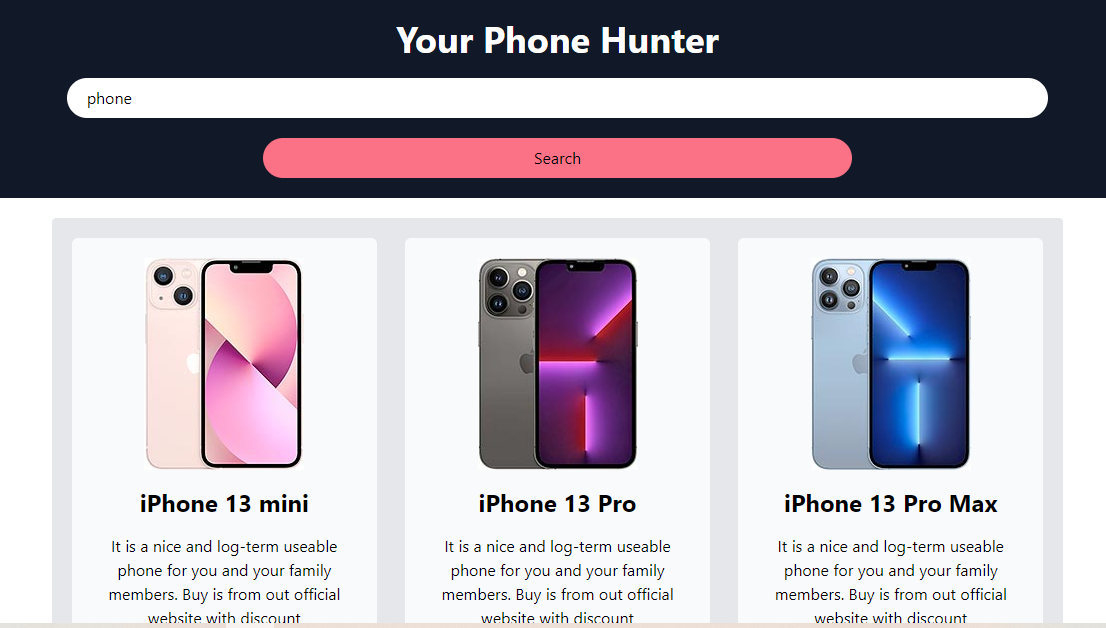 Your Phone Hunter
phone
Search
iPhone 13 mini
It is a nice and log-term useable
phone for you and your family
members. Buy is from out official
website with discount
iPhone 13 Pro
It is a nice and log-term useable
phone for you and your family
members. Buy is from out official
website with discount
iPhone 13 Pro Max
It is a nice and log-term useable
phone for you and your family
members. Buy is from out official
website with discount